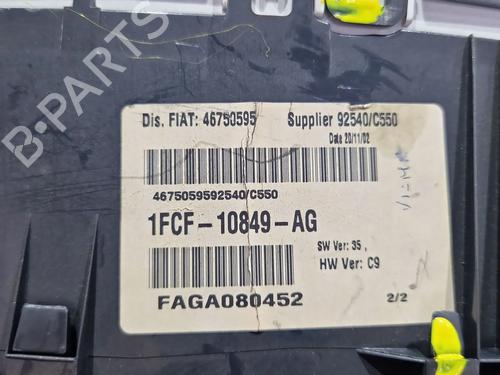 B-PARTS
Dis. FIAT: 46750595 Supplier 92540/C550
Date 20/11/02
4675059592540/C550
1FCF-10849-AG
SW Ver: 35 ,
HW Ver: C9
FAGA080452
2/2